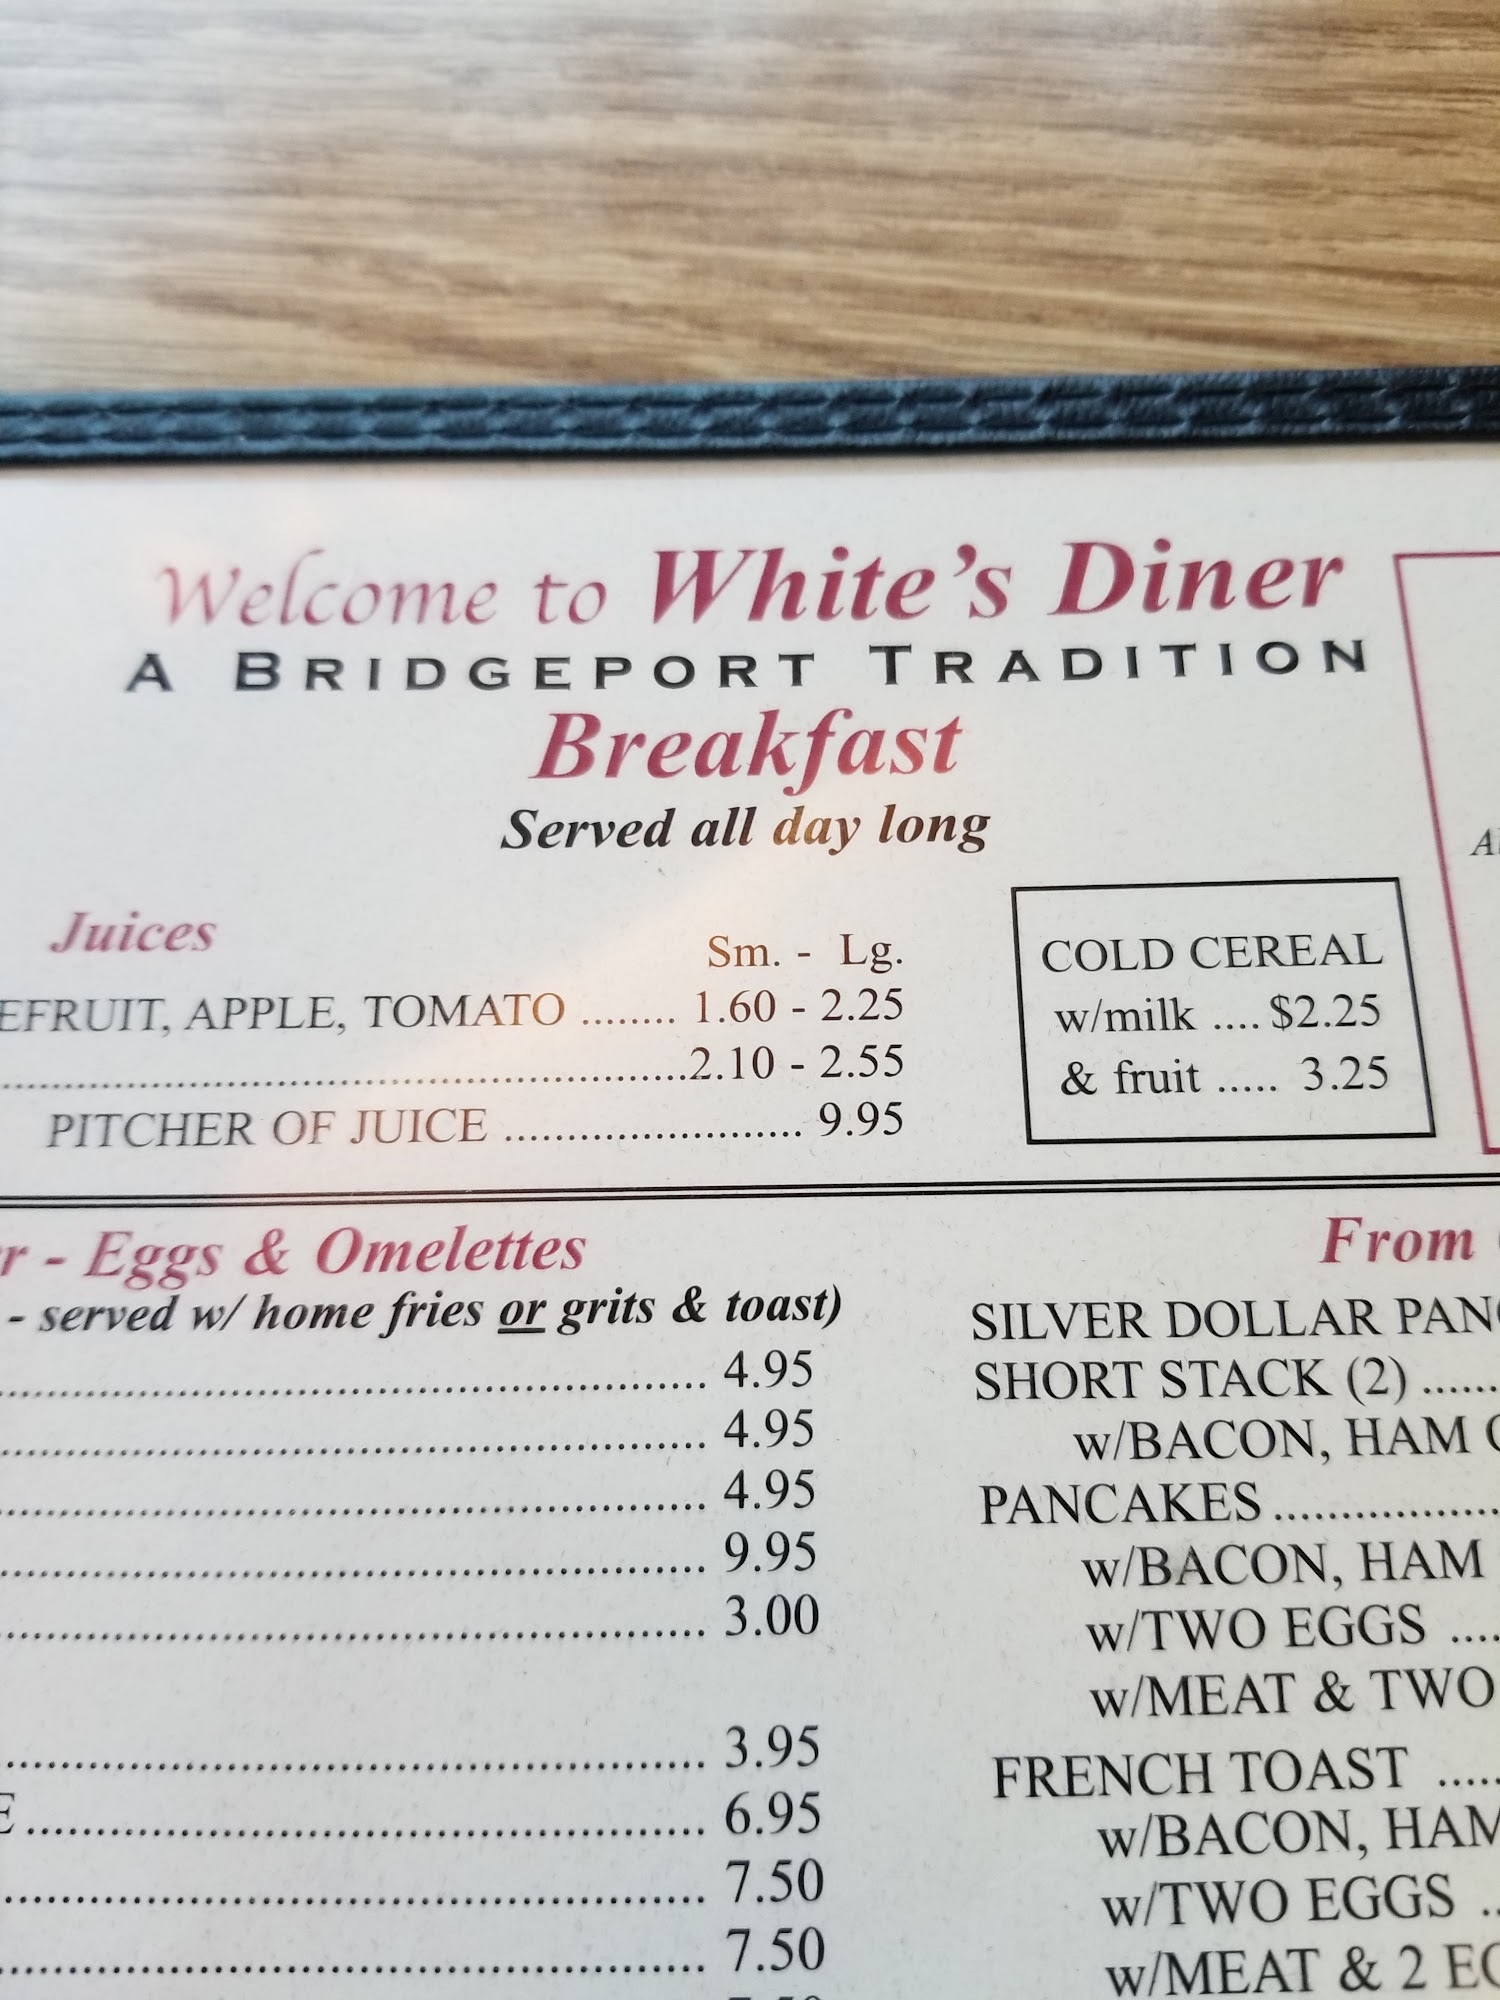 Welcome to White's Diner
A BRIDGEPORT TRADITION
Breakfast
Served all day long
Juices
Sm. - Lg.
EFRUIT, APPLE, TOMATO ........ 1.60 - 2.25
2.10 - 2.55
PITCHER OF JUICE ........................ 9.95
COLD CEREAL
w/milk .... $2.25
& fruit ..... 3.25
r - Eggs & Omelettes
- served w/ home fries or grits & toast)
4.95
4.95
4.95
9.95
3.00
3.95
E 6.95
7.50
7.50
From
SILVER DOLLAR PAN
SHORT STACK (2) ......
w/BACON, HAM
PANCAKES
w/BACON, HAM
w/TWO EGGS ....
w/MEAT & TWO
FRENCH TOAST .....
w/BACON, HAM
w/TWO EGGS ..
w/MEAT & 2 EG